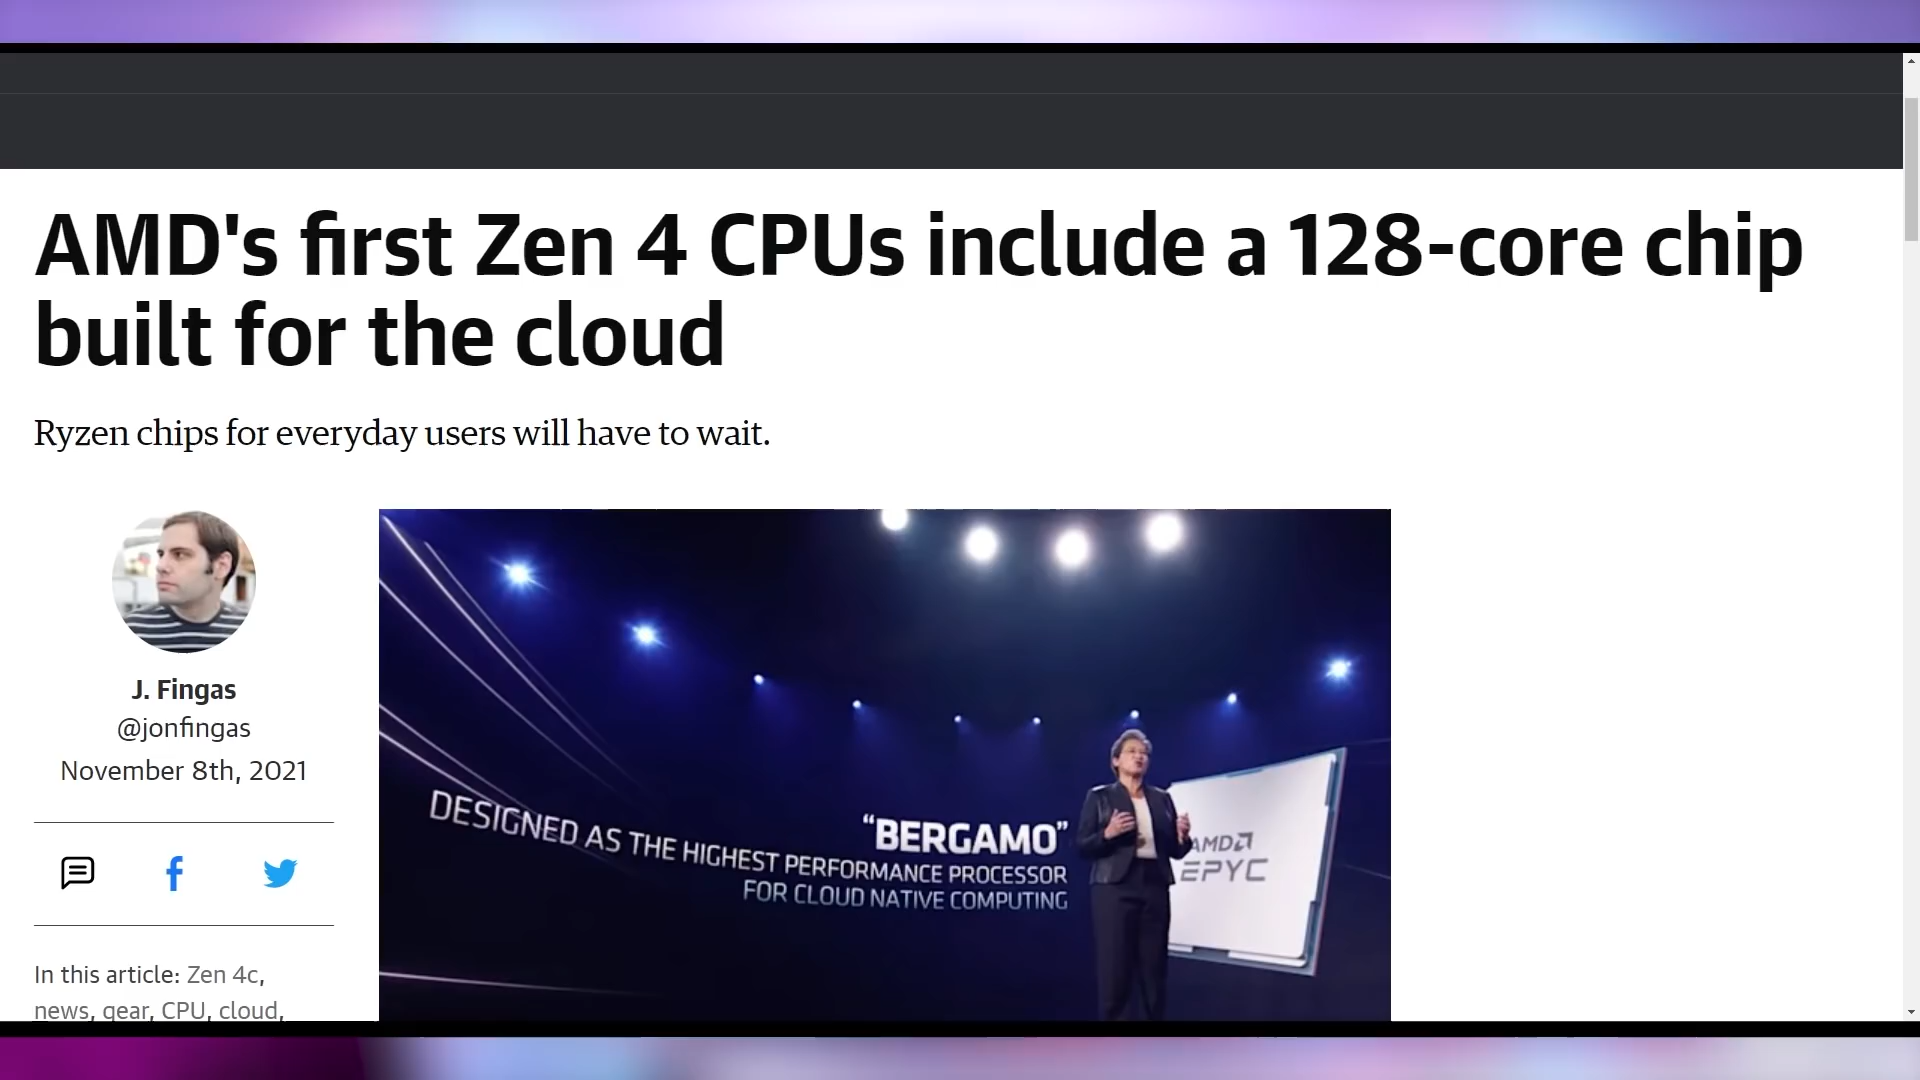 AMD's first Zen 4 CPUs include a 128-core chip
built for the cloud
Ryzen chips for everyday users will have to wait.
J. Fingas
@jonfingas
November 8th, 2021
In this article: Zen 4c,
news, gear, CPU, cloud,
DESIGNED AS THE HIGHEST PERFORMANCE PROCESSOR
FOR CLOUD NATIVE COMPUTING
“BERGAMO”
AMD
EPYC